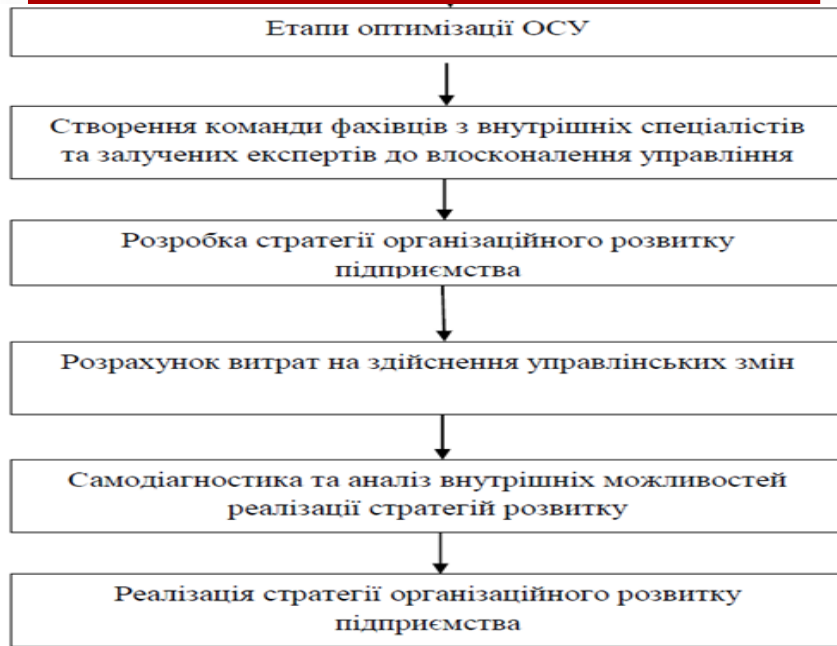 Етапи оптимізації ОСУ
Створення команди фахівців з внутрішніх спеціалістів
та залучених експертів до влосконалення управління
Розробка стратегії організаційного розвитку
підприємства
Розрахунок витрат на здійснення управлінських змін
Самодіагностика та аналіз внутрішніх можливостей
реалізації стратегій розвитку
Реалізація стратегії організаційного розвитку
підприємства